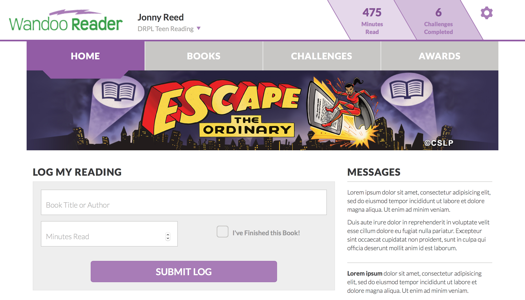 Wandoo Reader
Jonny Reed
DRPL Teen Reading
475
Minutes
Read
6
Challenges
Completed
HOME
BOOKS
CHALLENGES
AWARDS
ESCAPE
THE
ORDINARY
©CSLP
LOG MY READING
Book Title or Author
Minutes Read
I've Finished this Book!
SUBMIT LOG
MESSAGES
Lorem ipsum dolor sit amet, consectetur adipisicing elit,
sed do eiusmod tempor incididunt ut labore et dolore
magna aliqua. Ut enim ad minim veniam.
Duis aute irure dolor in reprehenderit in voluptate velit
esse cillum dolore eu fugiat nulla pariatur. Excepteur
sint occaecat cupidatat non proident, sunt in culpa qui
officia deserunt mollit anim id est laborum.
Lorem ipsum dolor sit amet, consectetur adipisicing
elit, sed do eiusmod tempor incididunt ut labore et
dolore magna aliqua. Ut enim ad minim veniam.